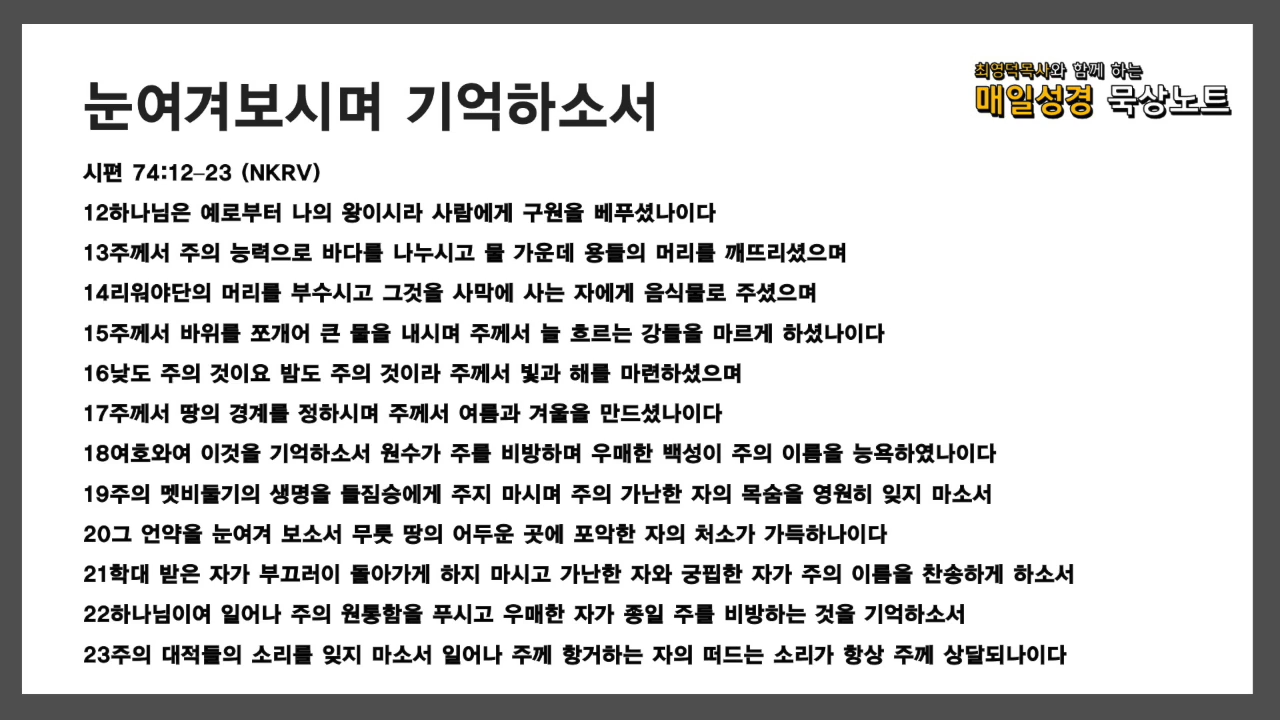 최영덕목사와 함께 하는
매일성경 묵상노트
눈여겨보시며 기억하소서
시편 74:12–23 (NKRV)
12하나님은 예로부터 나의 왕이시라 사람에게 구원을 베푸셨나이다
13주께서 주의 능력으로 바다를 나누시고 물 가운데 용들의 머리를 깨뜨리셨으며
14리워야단의 머리를 부수시고 그것을 사막에 사는 자에게 음식물로 주셨으며
15주께서 바위를 쪼개어 큰 물을 내시며 주께서 늘 흐르는 강들을 마르게 하셨나이다
16낮도 주의 것이요 밤도 주의 것이라 주께서 빛과 해를 마련하셨으며
17주께서 땅의 경계를 정하시며 주께서 여름과 겨울을 만드셨나이다
18여호와여 이것을 기억하소서 원수가 주를 비방하며 우매한 백성이 주의 이름을 능욕하였나이다
19주의 멧비둘기의 생명을 들짐승에게 주지 마시며 주의 가난한 자의 목숨을 영원히 잊지 마소서
20그 언약을 눈여겨 보소서 무릇 땅의 어두운 곳에 포악한 자의 처소가 가득하나이다
21학대 받은 자가 부끄러이 돌아가게 하지 마시고 가난한 자와 궁핍한 자가 주의 이름을 찬송하게 하소서
22하나님이여 일어나 주의 원통함을 푸시고 우매한 자가 종일 주를 비방하는 것을 기억하소서
23주의 대적들의 소리를 잊지 마소서 일어나 주께 항거하는 자의 떠드는 소리가 항상 주께 상달되나이다